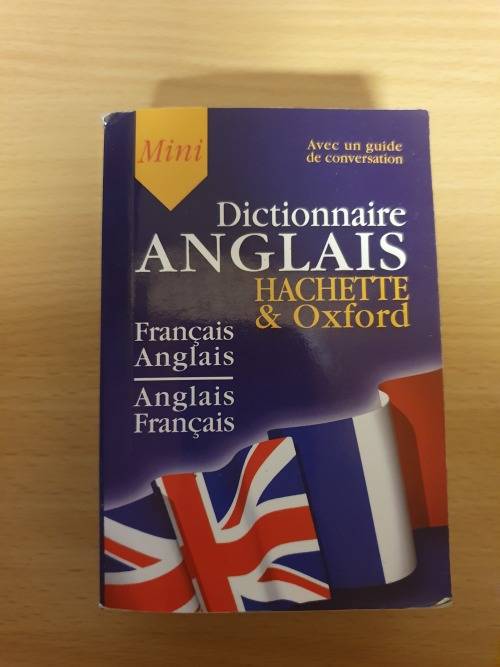 Mini
Avec un guide
de conversation
Dictionnaire
ANGLAIS
HACHETTE
& Oxford
Français
Anglais
Anglais
Français